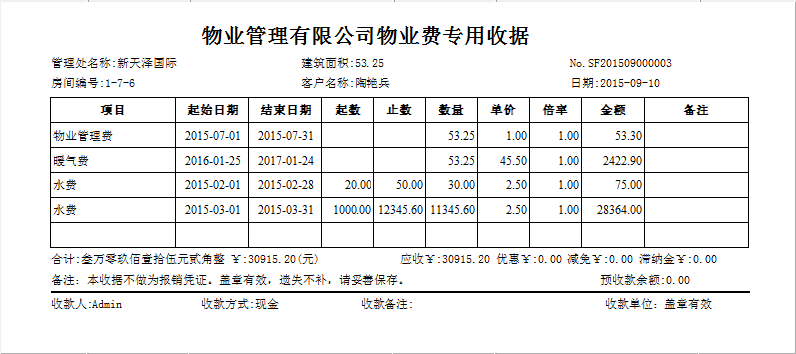 物业管理有限公司物业费专用收据
管理处名称:新天泽国际 建筑面积:53.25 No.SF201509000003
房间编号:1-7-6 客户名称:陶艳兵 日期:2015-09-10
项目 起始日期 结束日期 起数 止数 数量 单价 倍率 金额 备注
物业管理费 2015-07-01 2015-07-31 53.25 1.00 1.00 53.30
暖气费 2016-01-25 2017-01-24 53.25 45.50 1.00 2422.90
水费 2015-02-01 2015-02-28 20.00 50.00 30.00 2.50 1.00 75.00
水费 2015-03-01 2015-03-31 1000.00 12345.60 11345.60 2.50 1.00 28364.00
合计:叁万零玖佰壹拾伍元贰角整 ￥:30915.20(元) 应收￥:30915.20 优惠￥:0.00 减免￥:0.00 滞纳金￥:0.00
备注: 本收据不做为报销凭证。盖章有效，遗失不补，请妥善保存。 预收款余额:0.00
收款人:Admin 收款方式:现金 收款备注: 收款单位: 盖章有效